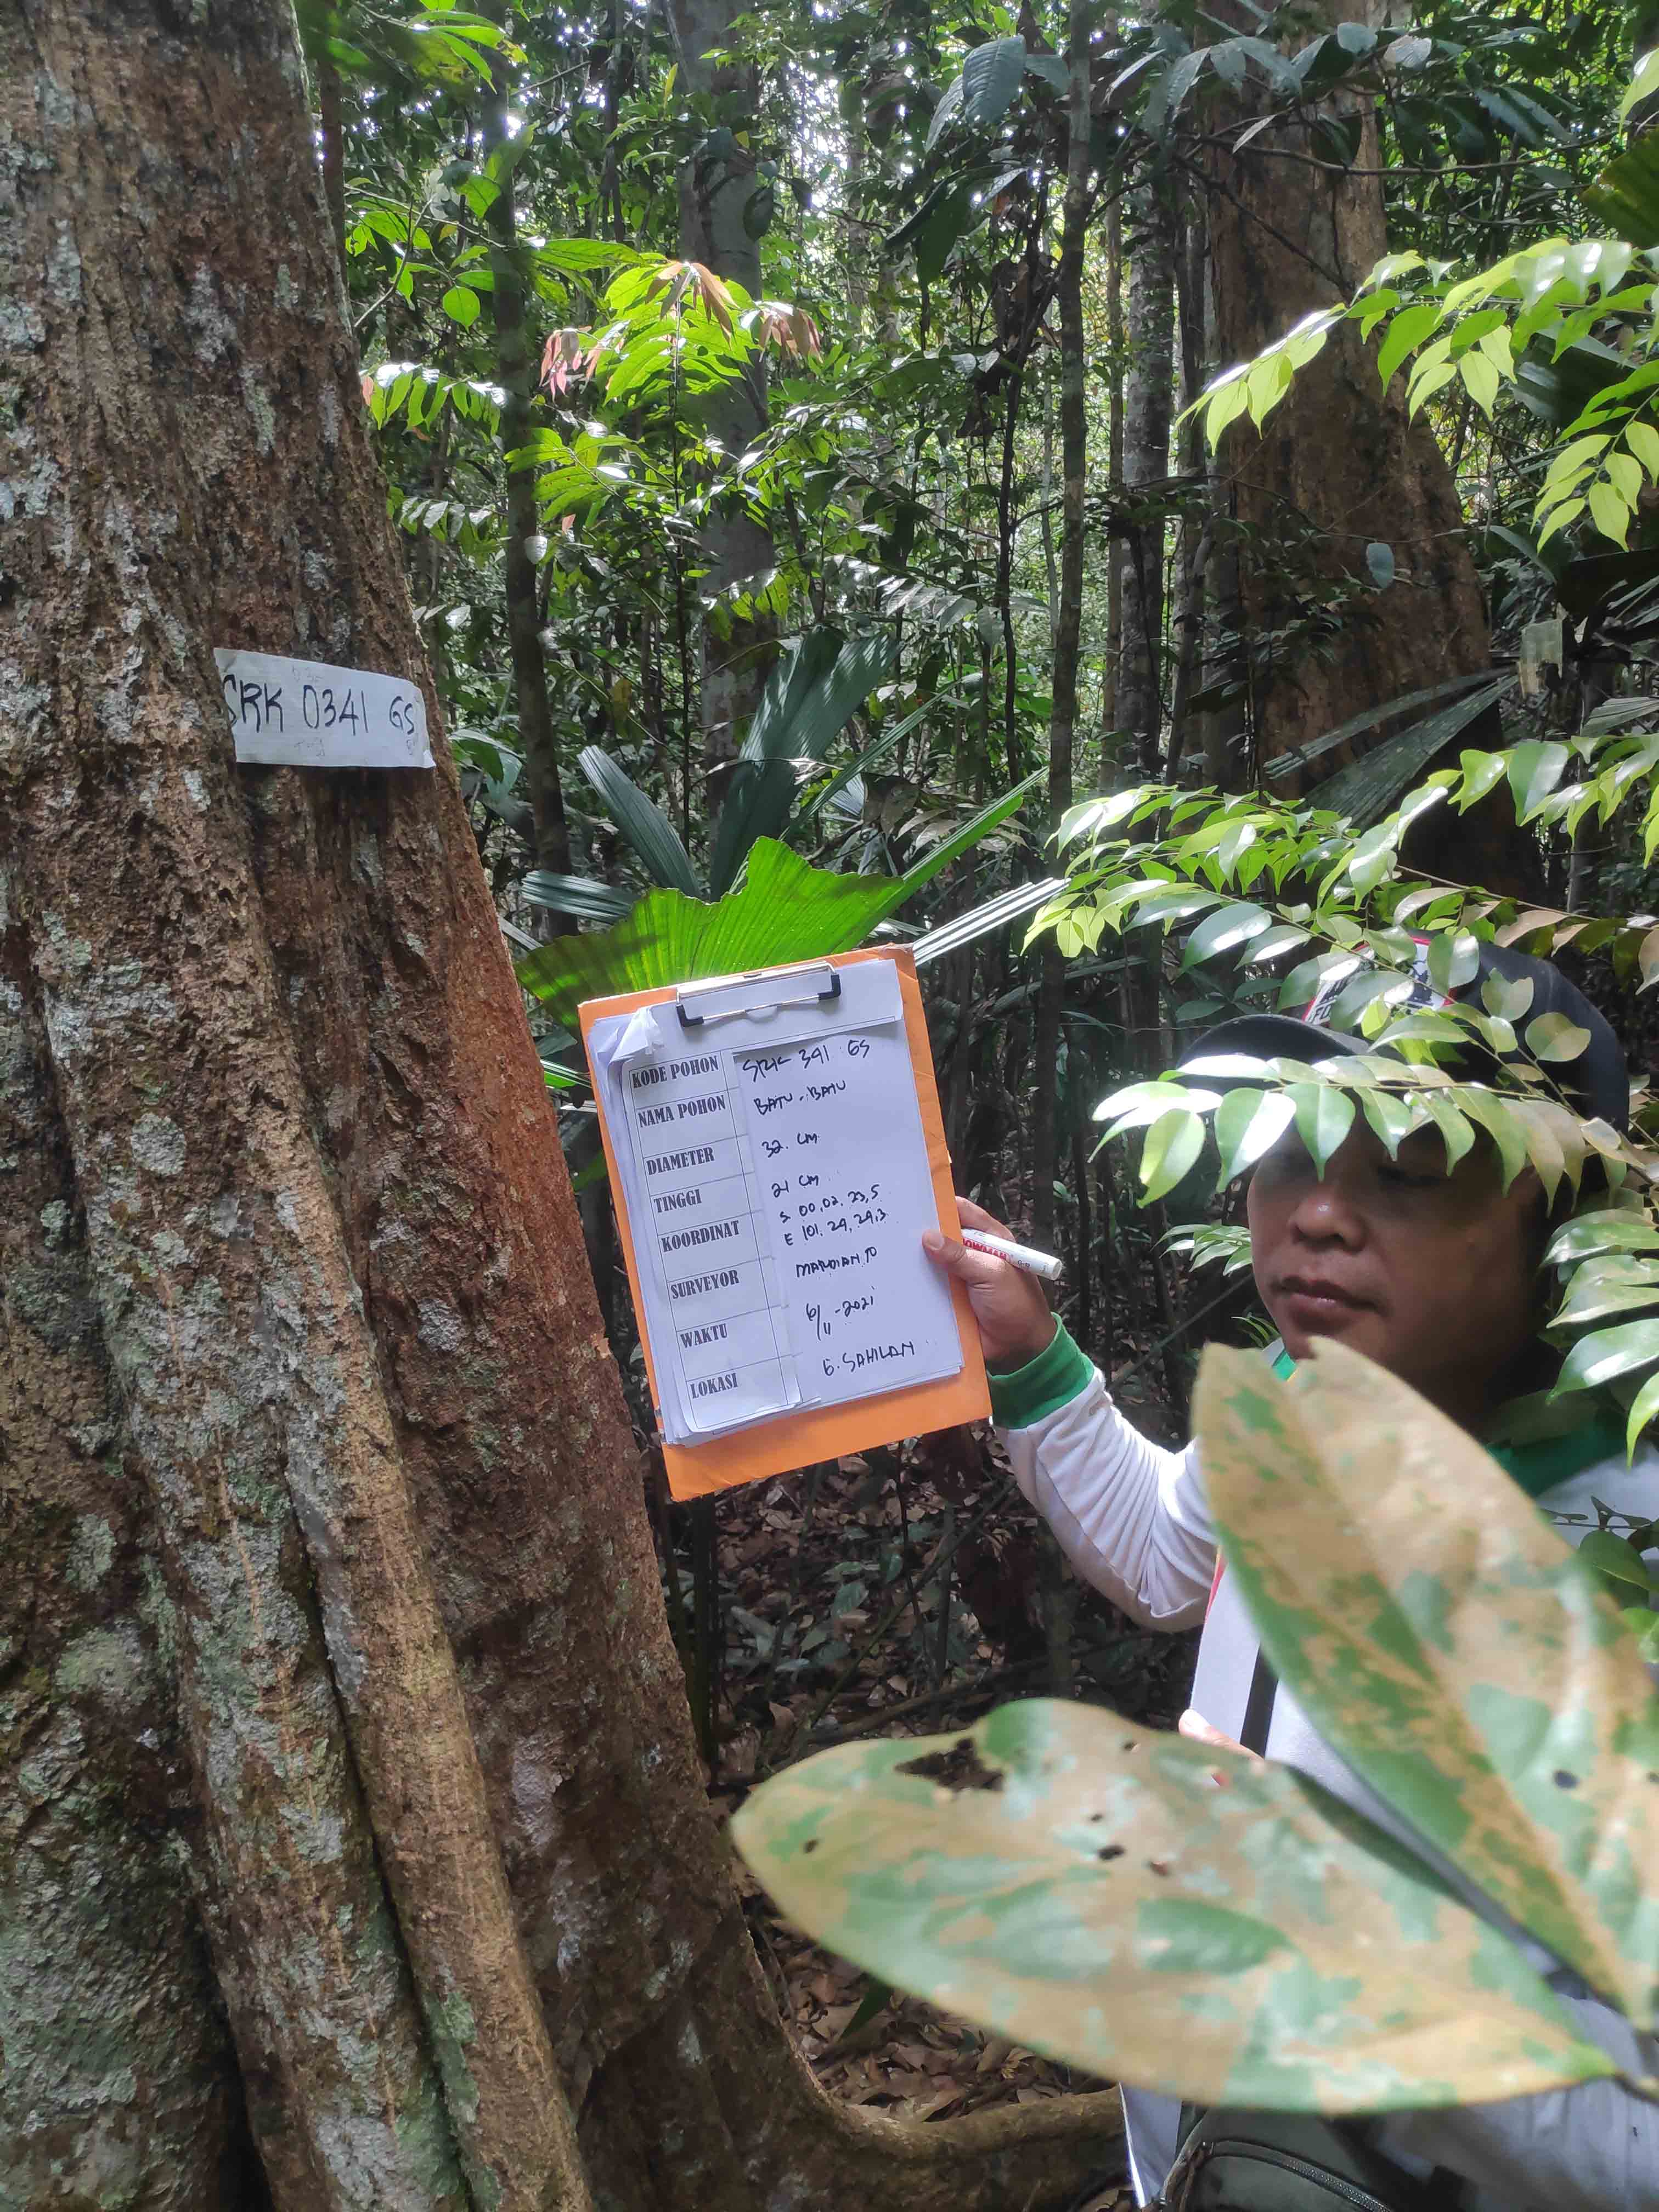 SRK 0341 GS
KODE POHON SRK 341 GS
NAMA POHON BATU-BATU
DIAMETER 32. CM
TINGGI 21 CM
KOORDINAT S 00,02,23,5
E 101,29,29,3
SURVEYOR MARDIANTO
WAKTU 6/11-2021
LOKASI G. SAHILAN